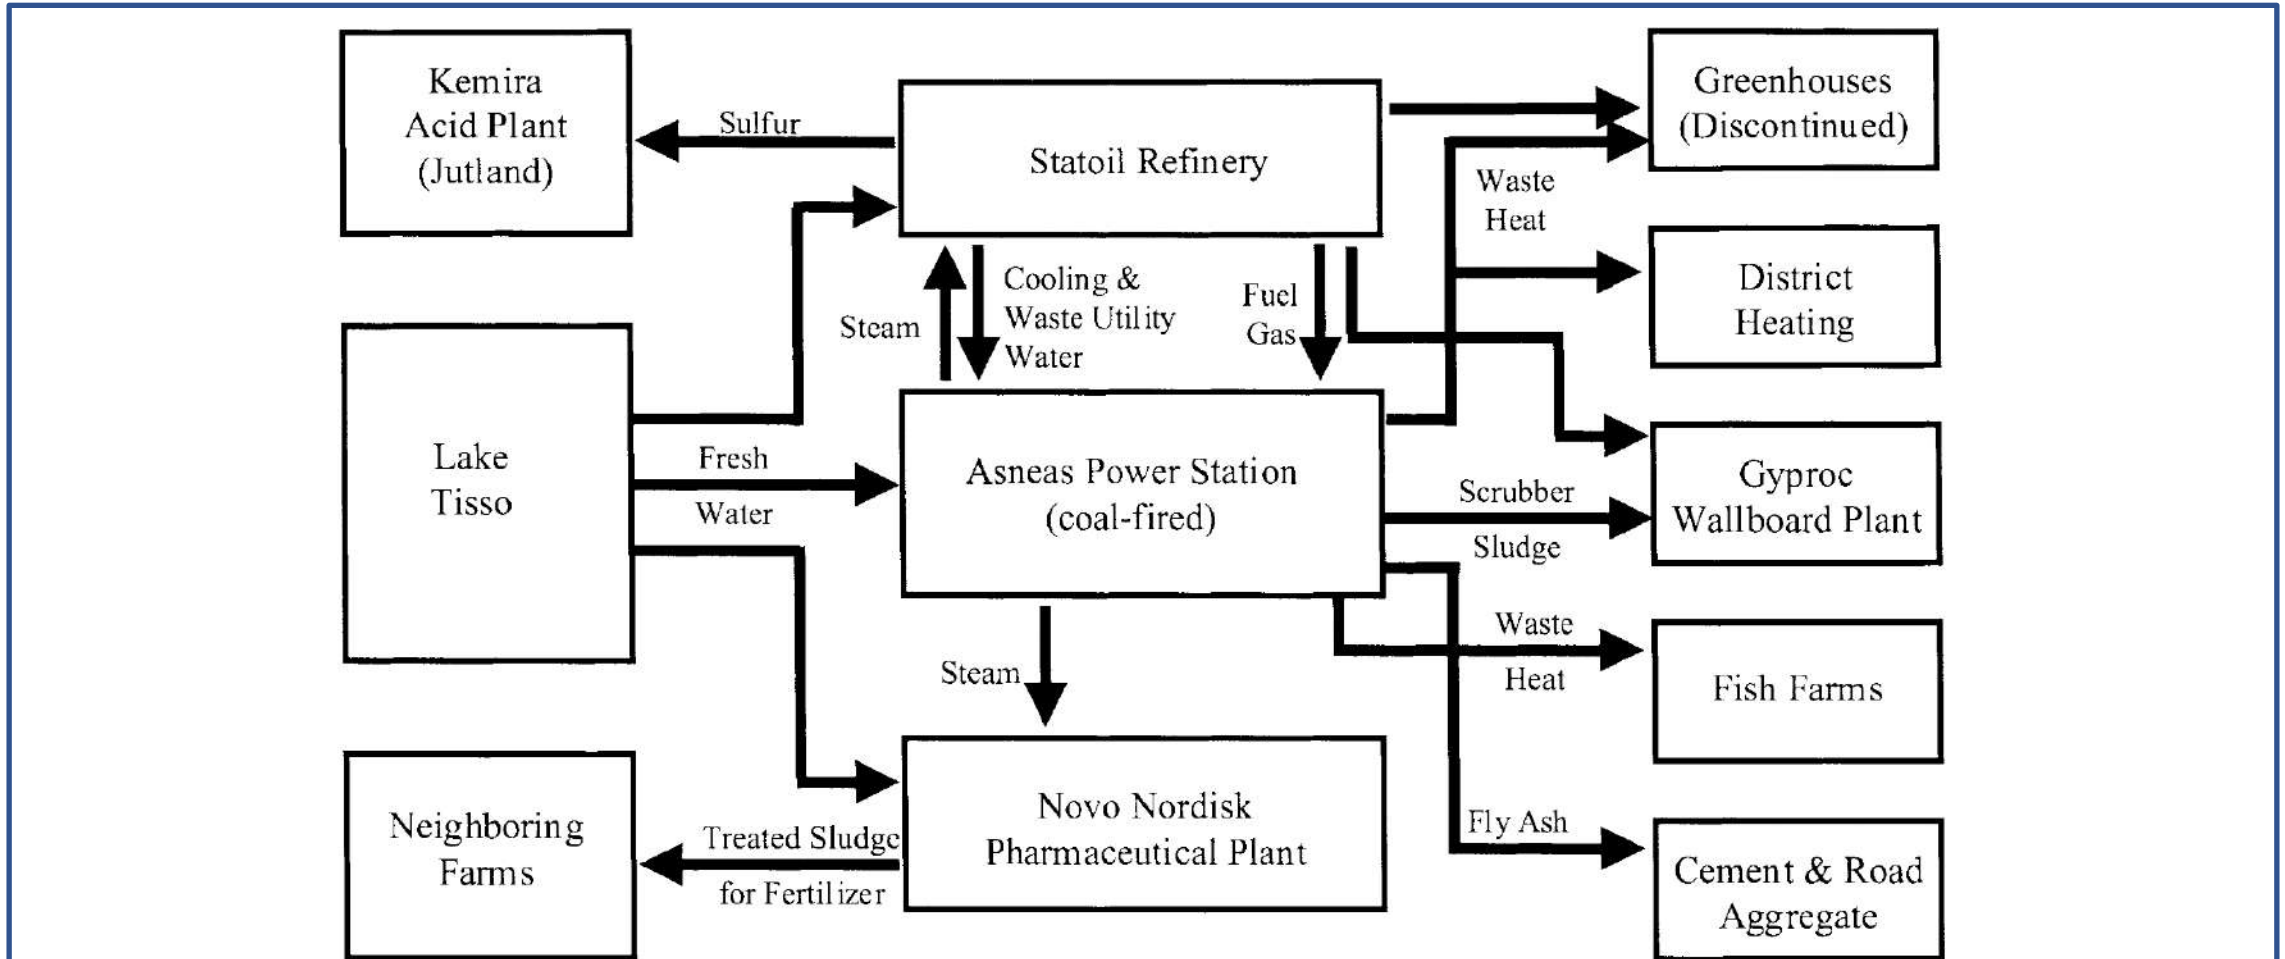 Kemira
Acid Plant
(Jutland)
Sulfur
Statoil Refinery
Greenhouses
(Discontinued)
Waste
Heat
District
Heating
Steam
Cooling &
Waste Utility
Water
Fuel
Gas
Lake
Tisso
Fresh
Water
Asneas Power Station
(coal-fired)
Scrubber
Sludge
Gyproc
Wallboard Plant
Waste
Heat
Fish Farms
Steam
Neighboring
Farms
Treated Sludge
for Fertilizer
Novo Nordisk
Pharmaceutical Plant
Fly Ash
Cement & Road
Aggregate